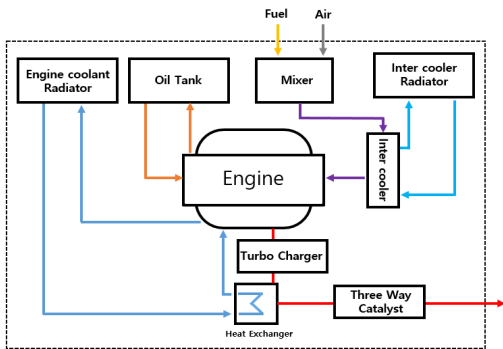 Fuel
Air
Engine coolant
Radiator
Oil Tank
Mixer
Inter cooler
Radiator
Inter cooler
Engine
Turbo Charger
Three Way
Catalyst
Heat Exchanger